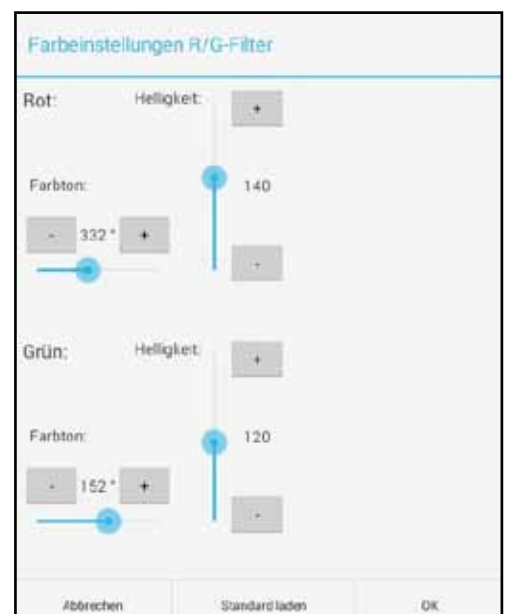 Farbeinstellungen R/G-Filter
Rot: Helligkeit: +
Farbton: 140
- 332° +
-
Grün: Helligkeit: +
Farbton: 120
- 152° +
-
Abbrechen Standard laden OK